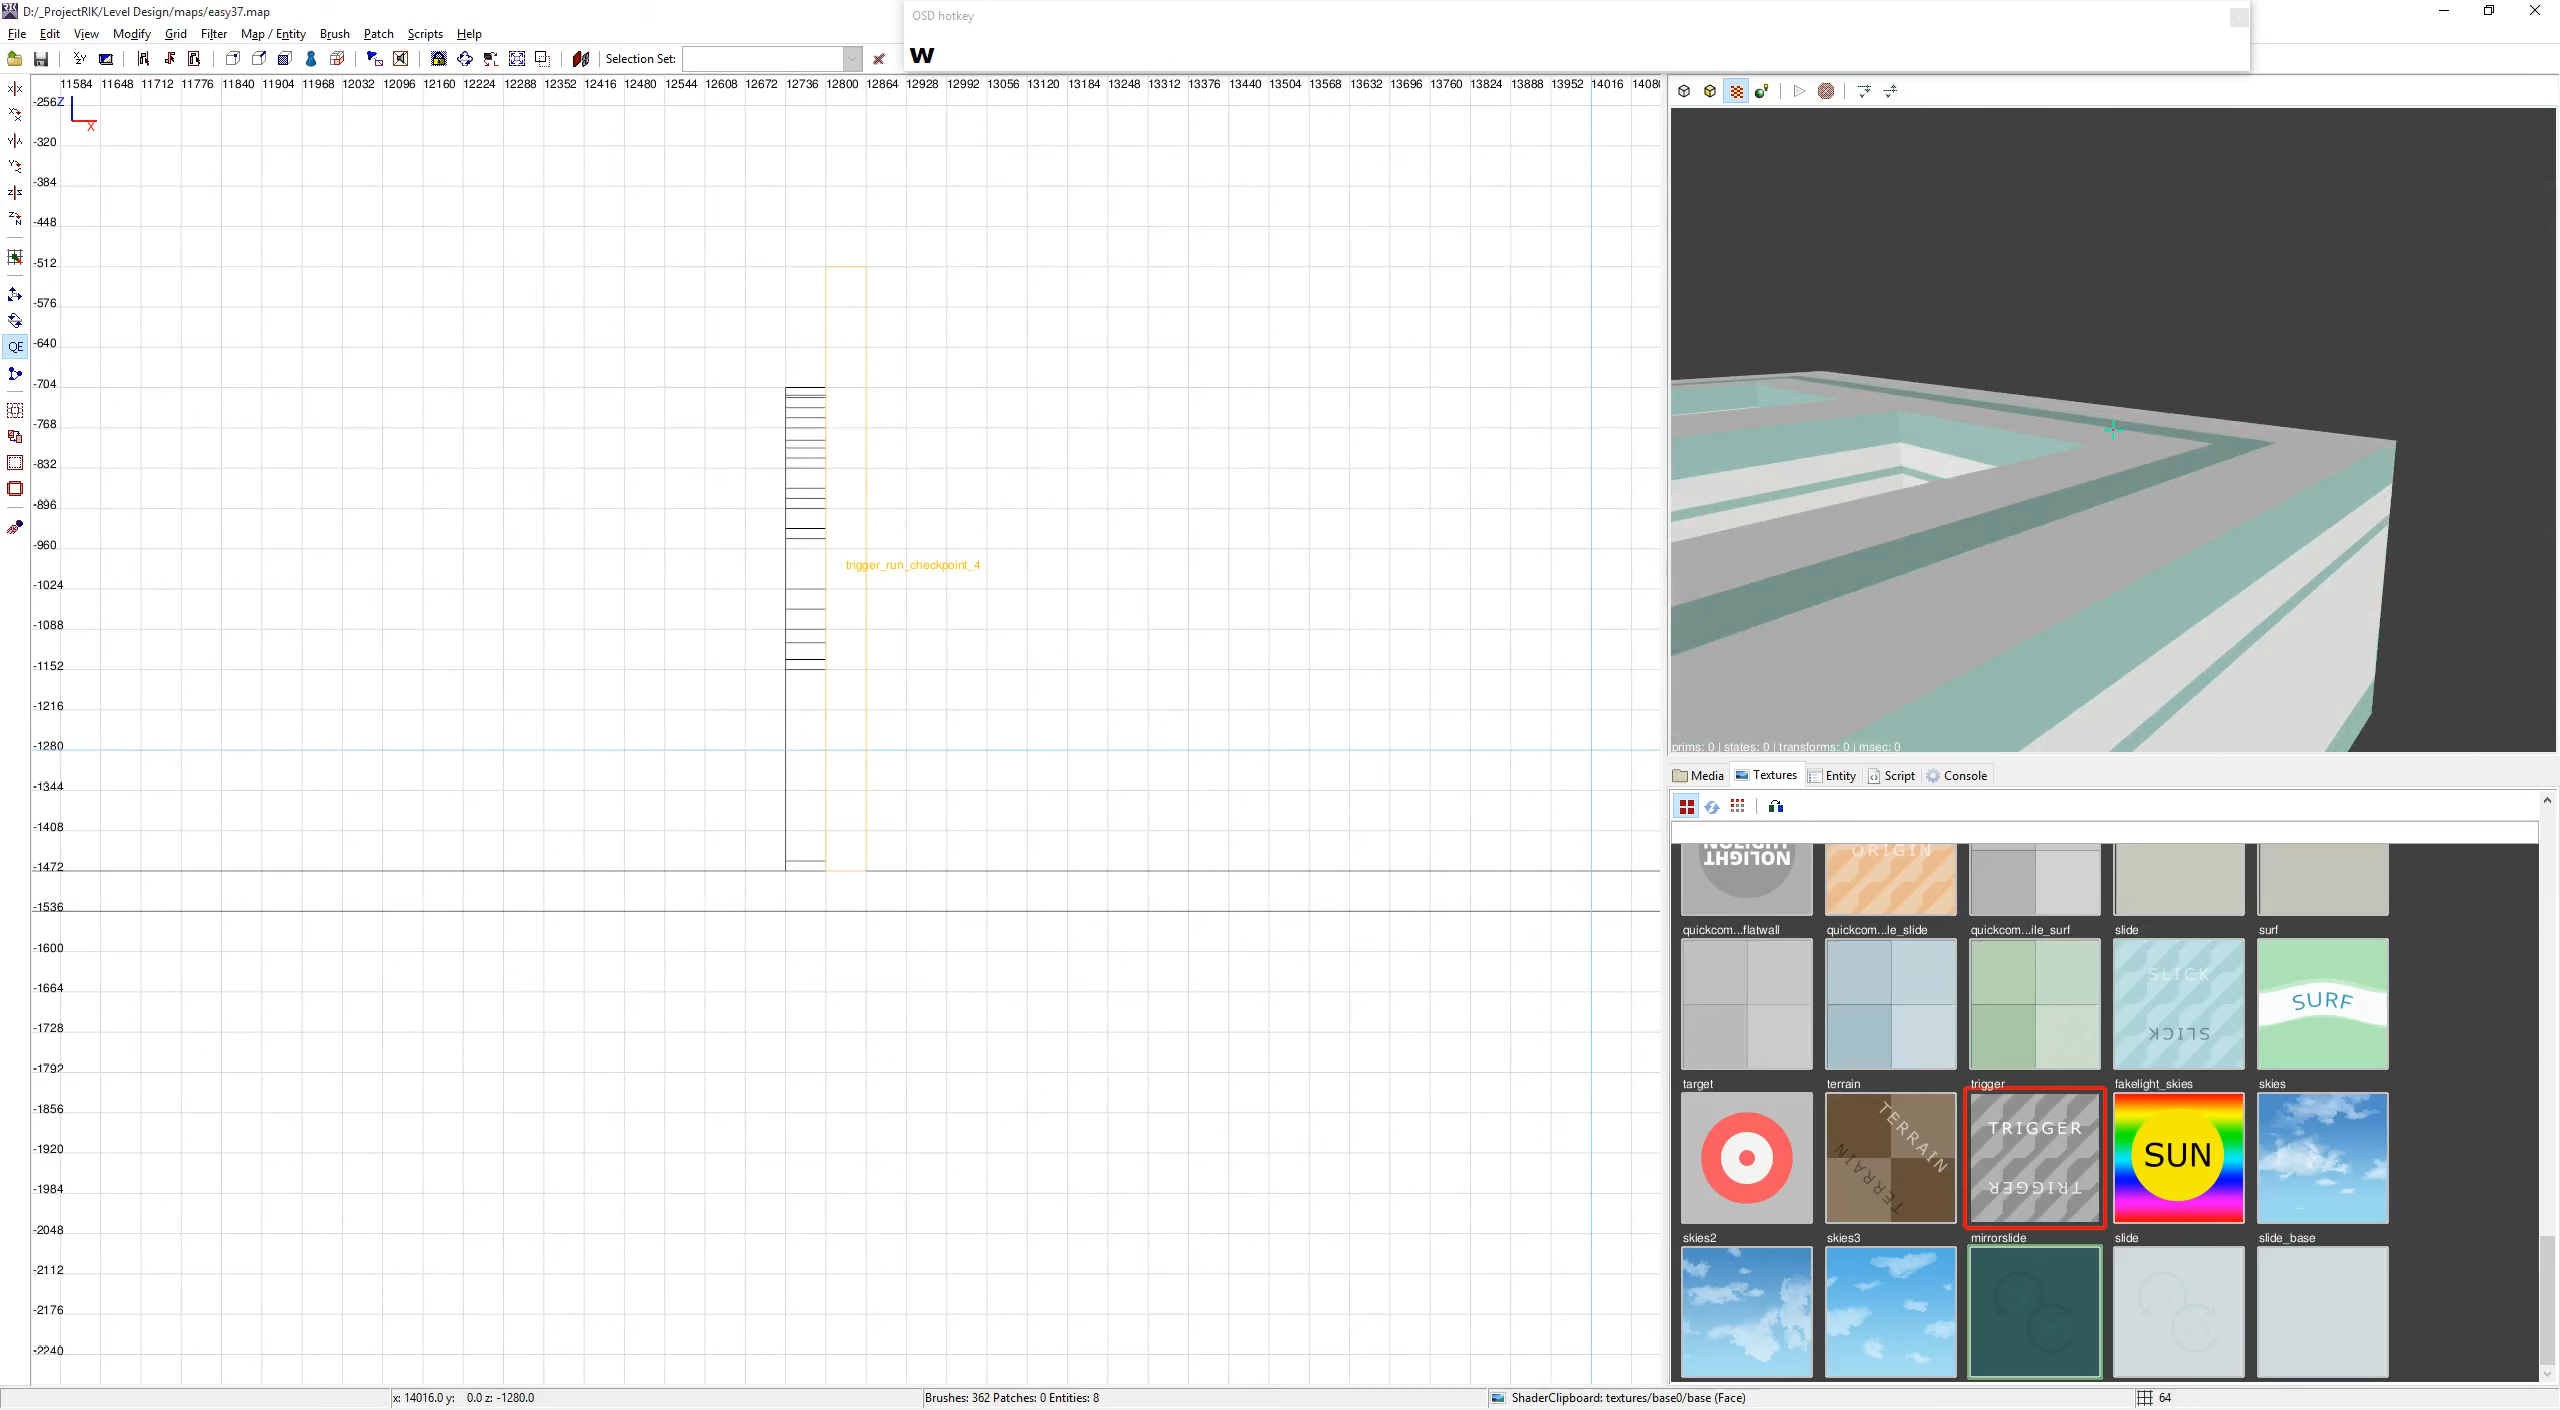 D:/_ProjectRIK/Level Design/maps/easy37.map
OSD hotkey
W
File Edit View Modify Grid Filter Map / Entity Brush Patch Scripts Help
Selection Set:
11584 11648 11712 11776 11840 11904 11968 12032 12096 12160 12224 12288 12352 12416 12480 12544 12608 12672 12736 12800 12864 12928 12992 13056 13120 13184 13248 13312 13376 13440 13504 13568 13632 13696 13760 13824 13888 13952 14016 1408
-256
Z
X
-320
-384
-448
-512
-576
-640
QE
-704
-768
-832
-896
-960
trigger_run_checkpoint_4
-1024
-1088
-1152
-1216
-1280
-1344
-1408
-1472
-1536
-1600
-1664
-1728
-1792
-1856
-1920
-1984
-2048
-2112
-2176
-2240
prims: 0 | states: 0 | transforms: 0 | msec: 0
Media Textures Entity Script Console
NOLIGHT
ORIGIN
quickcom...flatwall quickcom...le_slide quickcom...ile_surf slide surf
SLICK
SLICK
SURF
target terrain trigger fakelight_skies skies
TERRAIN
TERRAIN
TRIGGER
TRIGGER
SUN
skies2 skies3 mirrorslide slide slide_base
x: 14016.0 y: 0.0 z: -1280.0
Brushes: 362 Patches: 0 Entities: 8
ShaderClipboard: textures/base0/base (Face)
64